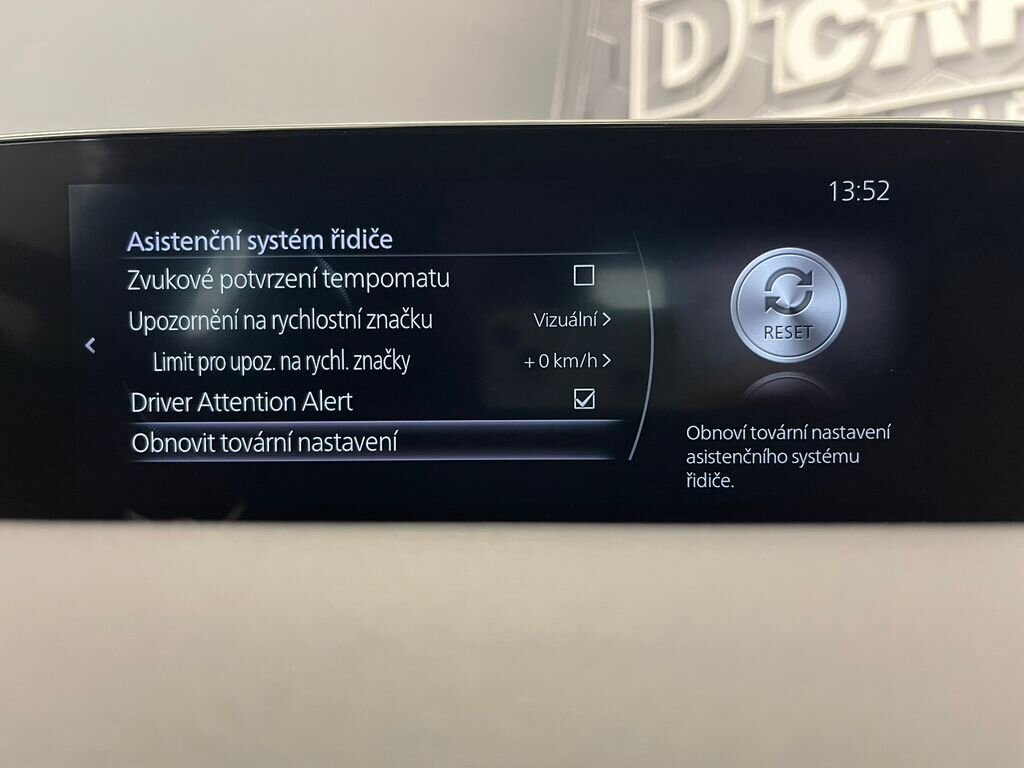 D CAR
13:52
Asistenční systém řidiče
Zvukové potvrzení tempomatu
Upozornění na rychlostní značku Vizuální >
Limit pro upoz. na rychl. značky + 0 km/h >
Driver Attention Alert
Obnovit tovární nastavení
RESET
Obnoví tovární nastavení
asistenčního systému
řidiče.